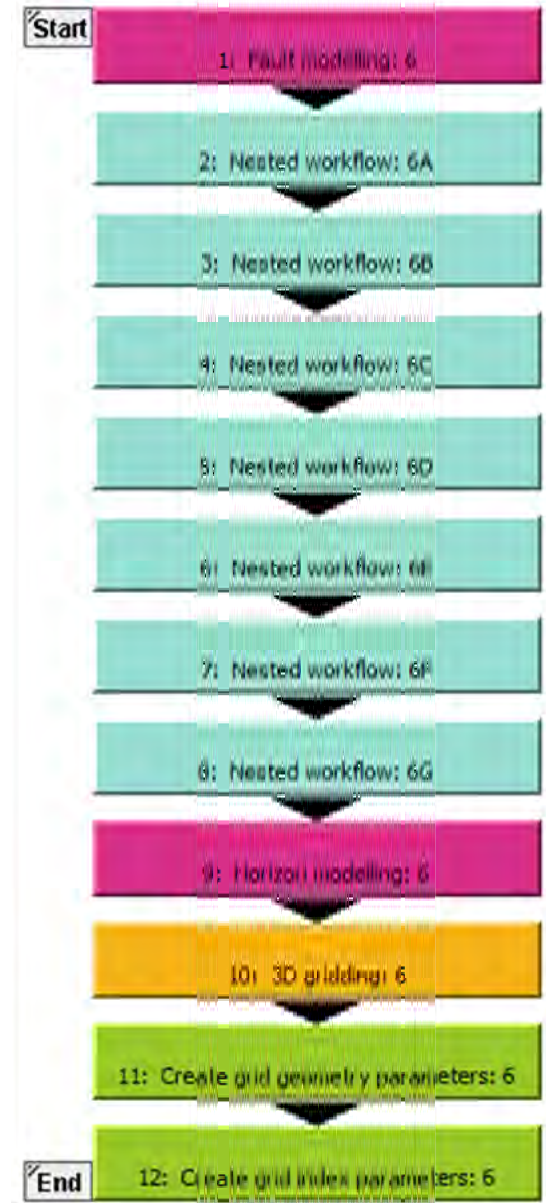 Start
1: Fault modelling: 6
2: Nested workflow: 6A
3: Nested workflow: 6B
4: Nested workflow: 6C
5: Nested workflow: 6D
6: Nested workflow: 6E
7: Nested workflow: 6F
8: Nested workflow: 6G
9: Horizon modelling: 6
10: 3D gridding: 6
11: Create grid geometry parameters: 6
12: Create grid index parameters: 6
End